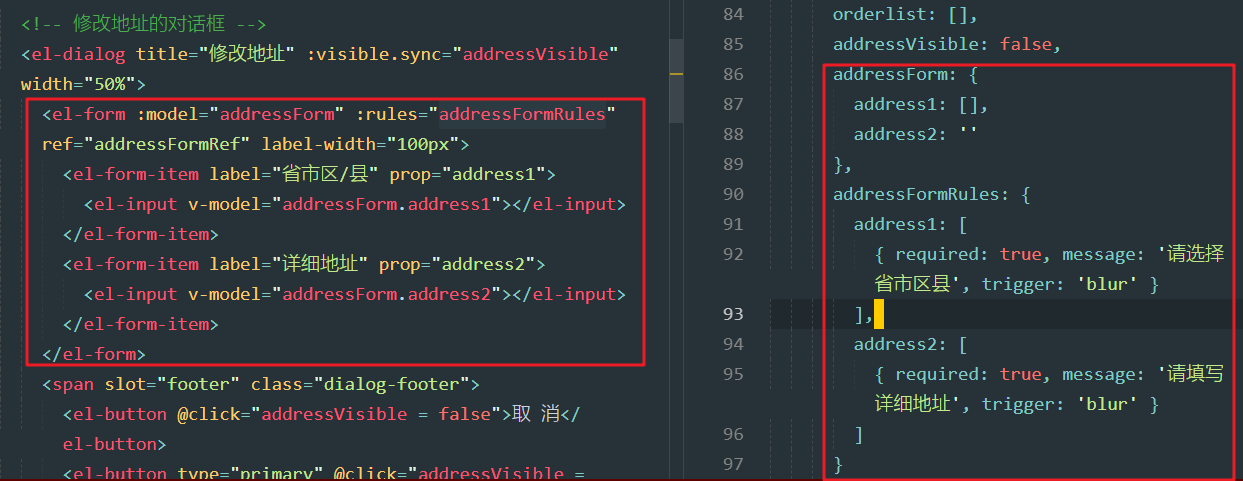 <!-- 修改地址的对话框 -->
<el-dialog title="修改地址" :visible.sync="addressVisible"
width="50%">
<el-form :model="addressForm" :rules="addressFormRules"
ref="addressFormRef" label-width="100px">
<el-form-item label="省市区/县" prop="address1">
<el-input v-model="addressForm.address1"></el-input>
</el-form-item>
<el-form-item label="详细地址" prop="address2">
<el-input v-model="addressForm.address2"></el-input>
</el-form-item>
</el-form>
<span slot="footer" class="dialog-footer">
<el-button @click="addressVisible = false">取 消</
el-button>
<el-button type="primary" @click="addressVisible =
84 orderlist: [],
85 addressVisible: false,
86 addressForm: {
87 address1: [],
88 address2: ''
89 },
90 addressFormRules: {
91 address1: [
92 { required: true, message: '请选择
省市区县', trigger: 'blur' }
93 ],
94 address2: [
95 { required: true, message: '请填写
详细地址', trigger: 'blur' }
96 ]
97 }